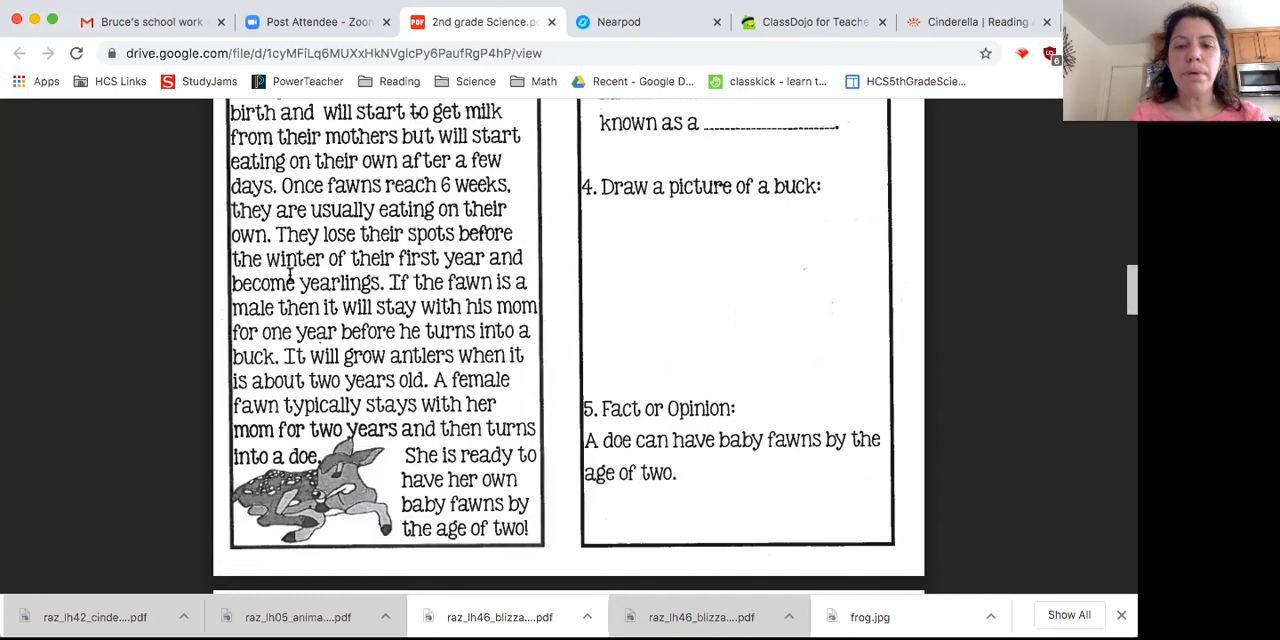 Bruce's school work
Post Attendee - Zoon
2nd grade Science.p
Nearpod
ClassDojo for Teache
Cinderella | Reading
drive.google.com/file/d/1cyMFiLq6MUXxHkNVglcPy6PaufRgP4hP/view
6
Apps
HCS Links
StudyJams
PowerTeacher
Reading
Science
Math
Recent - Google D...
classkick - learn t...
HCS5thGradeScie...
birth and will start to get milk
from their mothers but will start
eating on their own after a few
days. Once fawns reach 6 weeks,
they are usually eating on their
own. They lose their spots before
the winter of their first year and
become yearlings. If the fawn is a
male then it will stay with his mom
for one year before he turns into a
buck. It will grow antlers when it
is about two years old. A female
fawn typically stays with her
mom for two years and then turns
into a doe. She is ready to
have her own
baby fawns by
the age of two!
known as a ____________.
4. Draw a picture of a buck:
5. Fact or Opinion:
A doe can have baby fawns by the
age of two.
raz_lh42_cinde....pdf
raz_lh05_anima....pdf
raz_lh46_blizza....pdf
raz_lh46_blizza....pdf
frog.jpg
Show All